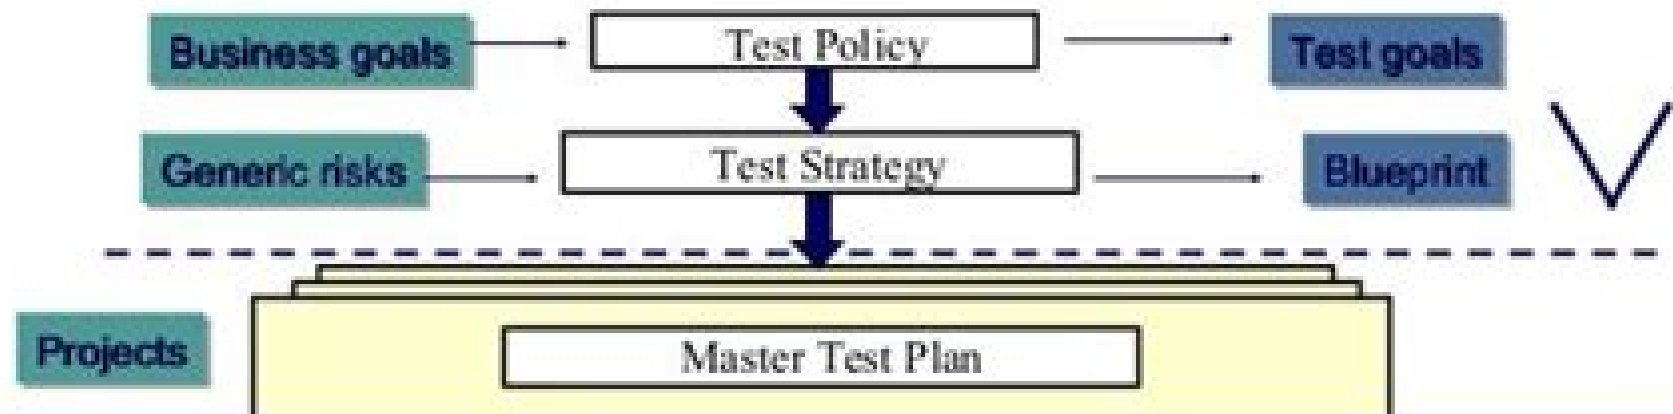 Business goals
Test Policy
Test goals
Generic risks
Test Strategy
Blueprint
Projects
Master Test Plan